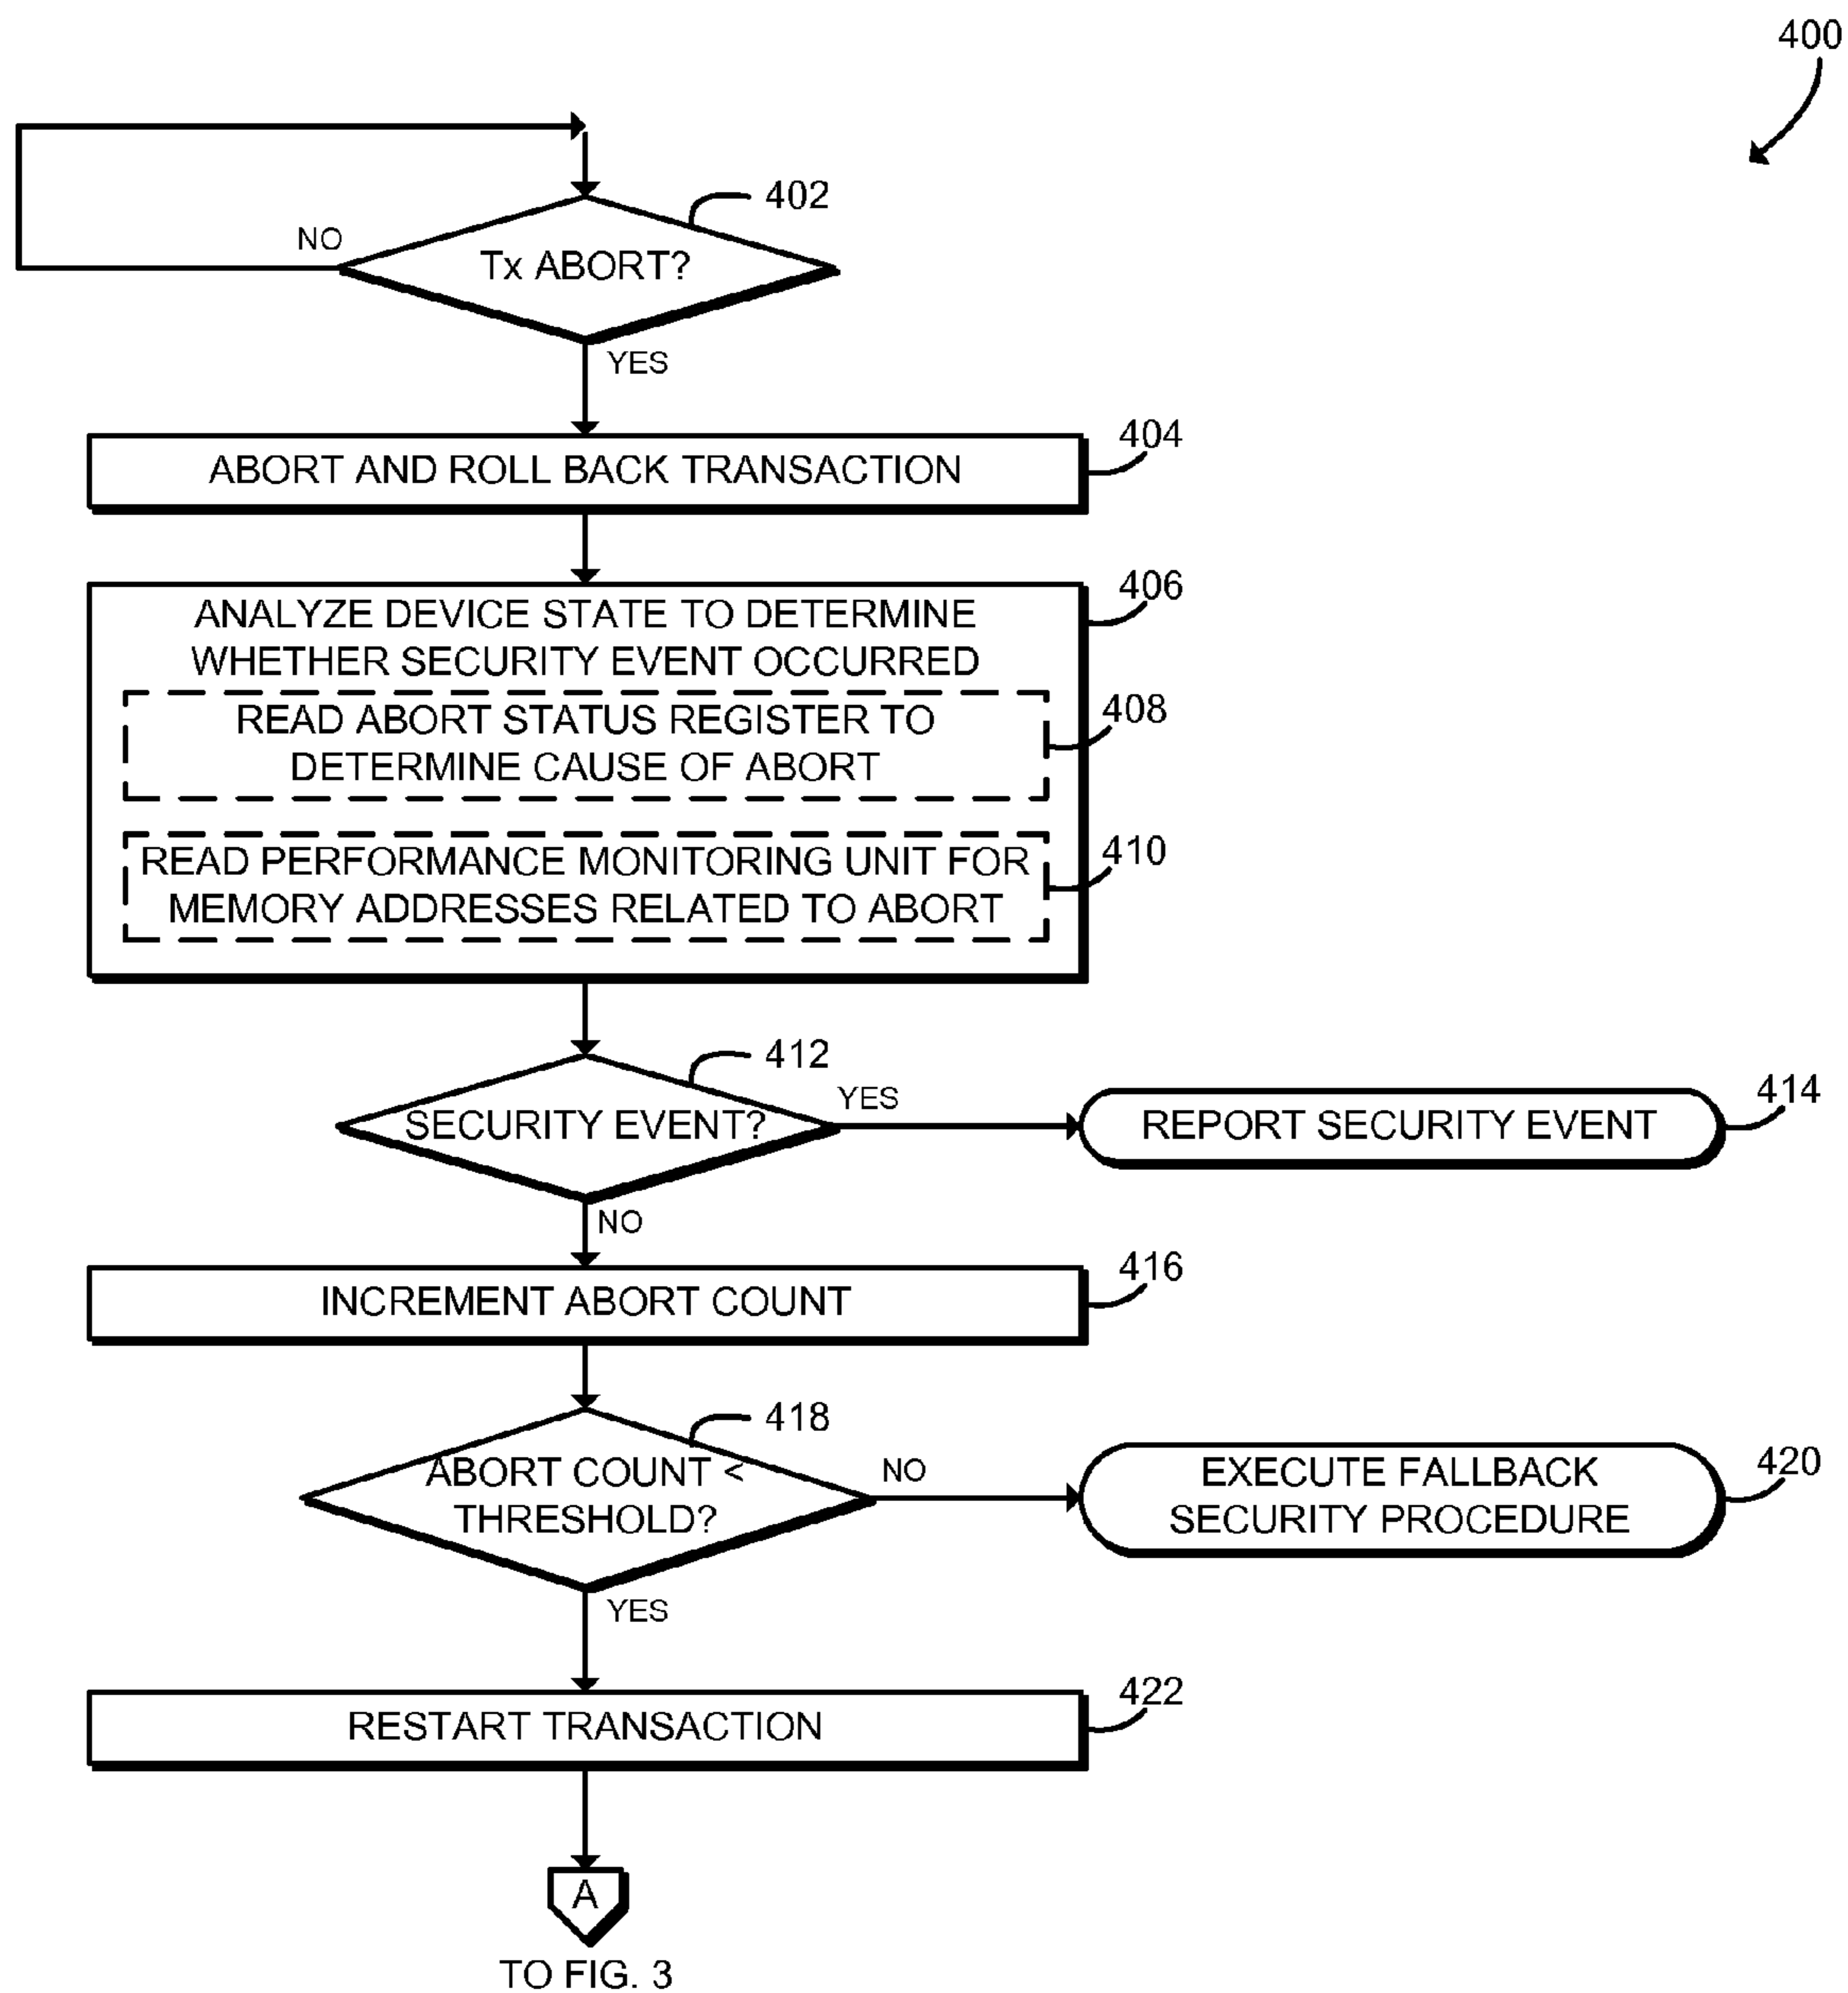 400
402
NO
Tx ABORT?
YES
404
ABORT AND ROLL BACK TRANSACTION
406
ANALYZE DEVICE STATE TO DETERMINE
WHETHER SECURITY EVENT OCCURRED
408
READ ABORT STATUS REGISTER TO
DETERMINE CAUSE OF ABORT
410
READ PERFORMANCE MONITORING UNIT FOR
MEMORY ADDRESSES RELATED TO ABORT
412
SECURITY EVENT?
YES
414
REPORT SECURITY EVENT
NO
416
INCREMENT ABORT COUNT
418
ABORT COUNT <
THRESHOLD?
NO
420
EXECUTE FALLBACK
SECURITY PROCEDURE
YES
422
RESTART TRANSACTION
A
TO FIG. 3